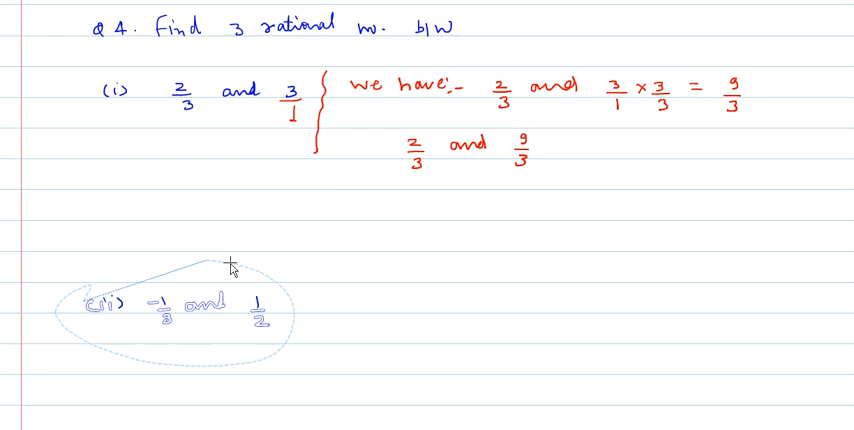 Q 4. Find 3 rational no. b/w
(i) 2/3 and 3/1 we have:- 2/3 and 3/1 × 3/3 = 9/3
2/3 and 9/3
(ii) -1/3 and 1/2